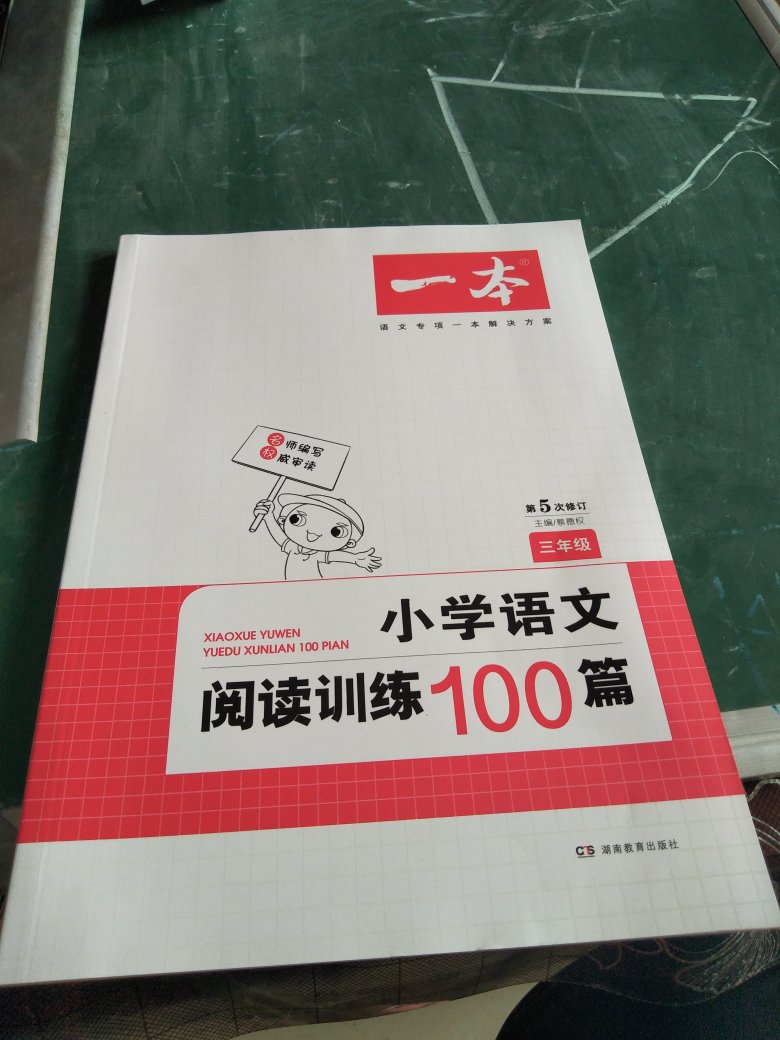 一本®
语文专项一本解决方案
名师编写
权威审读
第5次修订
主编/蔡德权
三年级
XIAOXUE YUWEN
YUEDU XUNLIAN 100 PIAN
小学语文
阅读训练100篇
CTS 湖南教育出版社